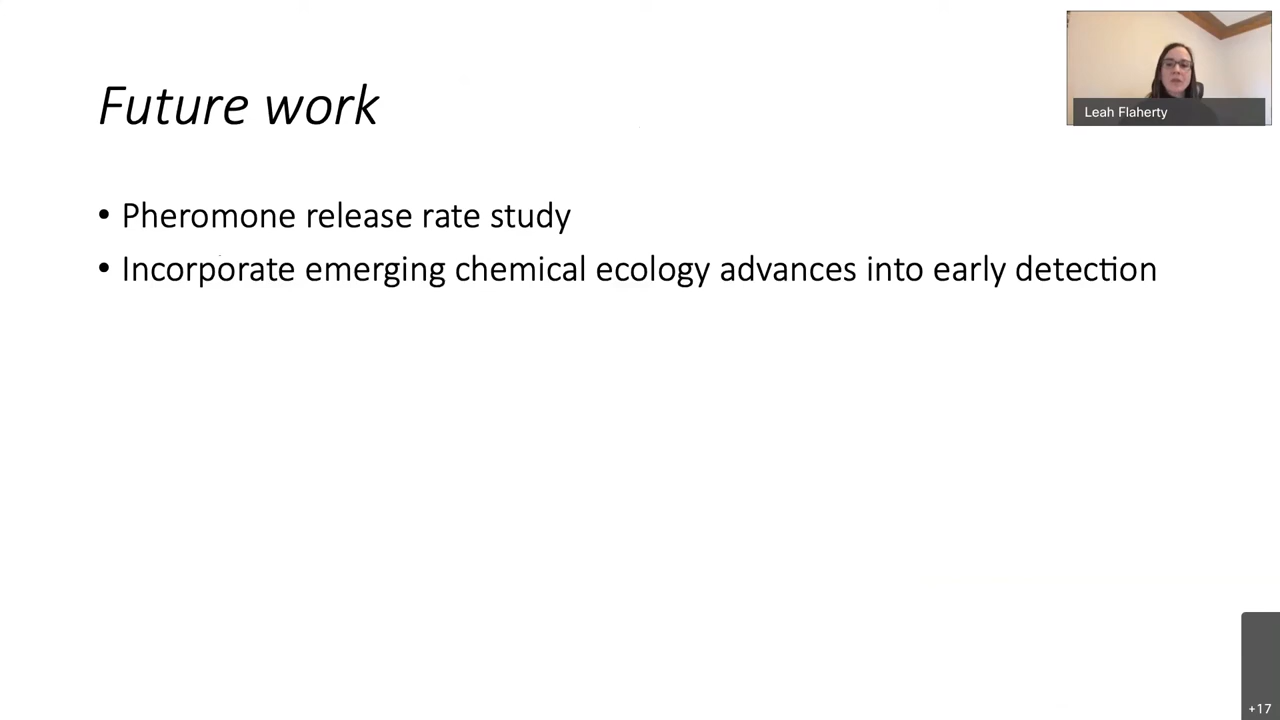 Future work
Leah Flaherty
• Pheromone release rate study
• Incorporate emerging chemical ecology advances into early detection
+17